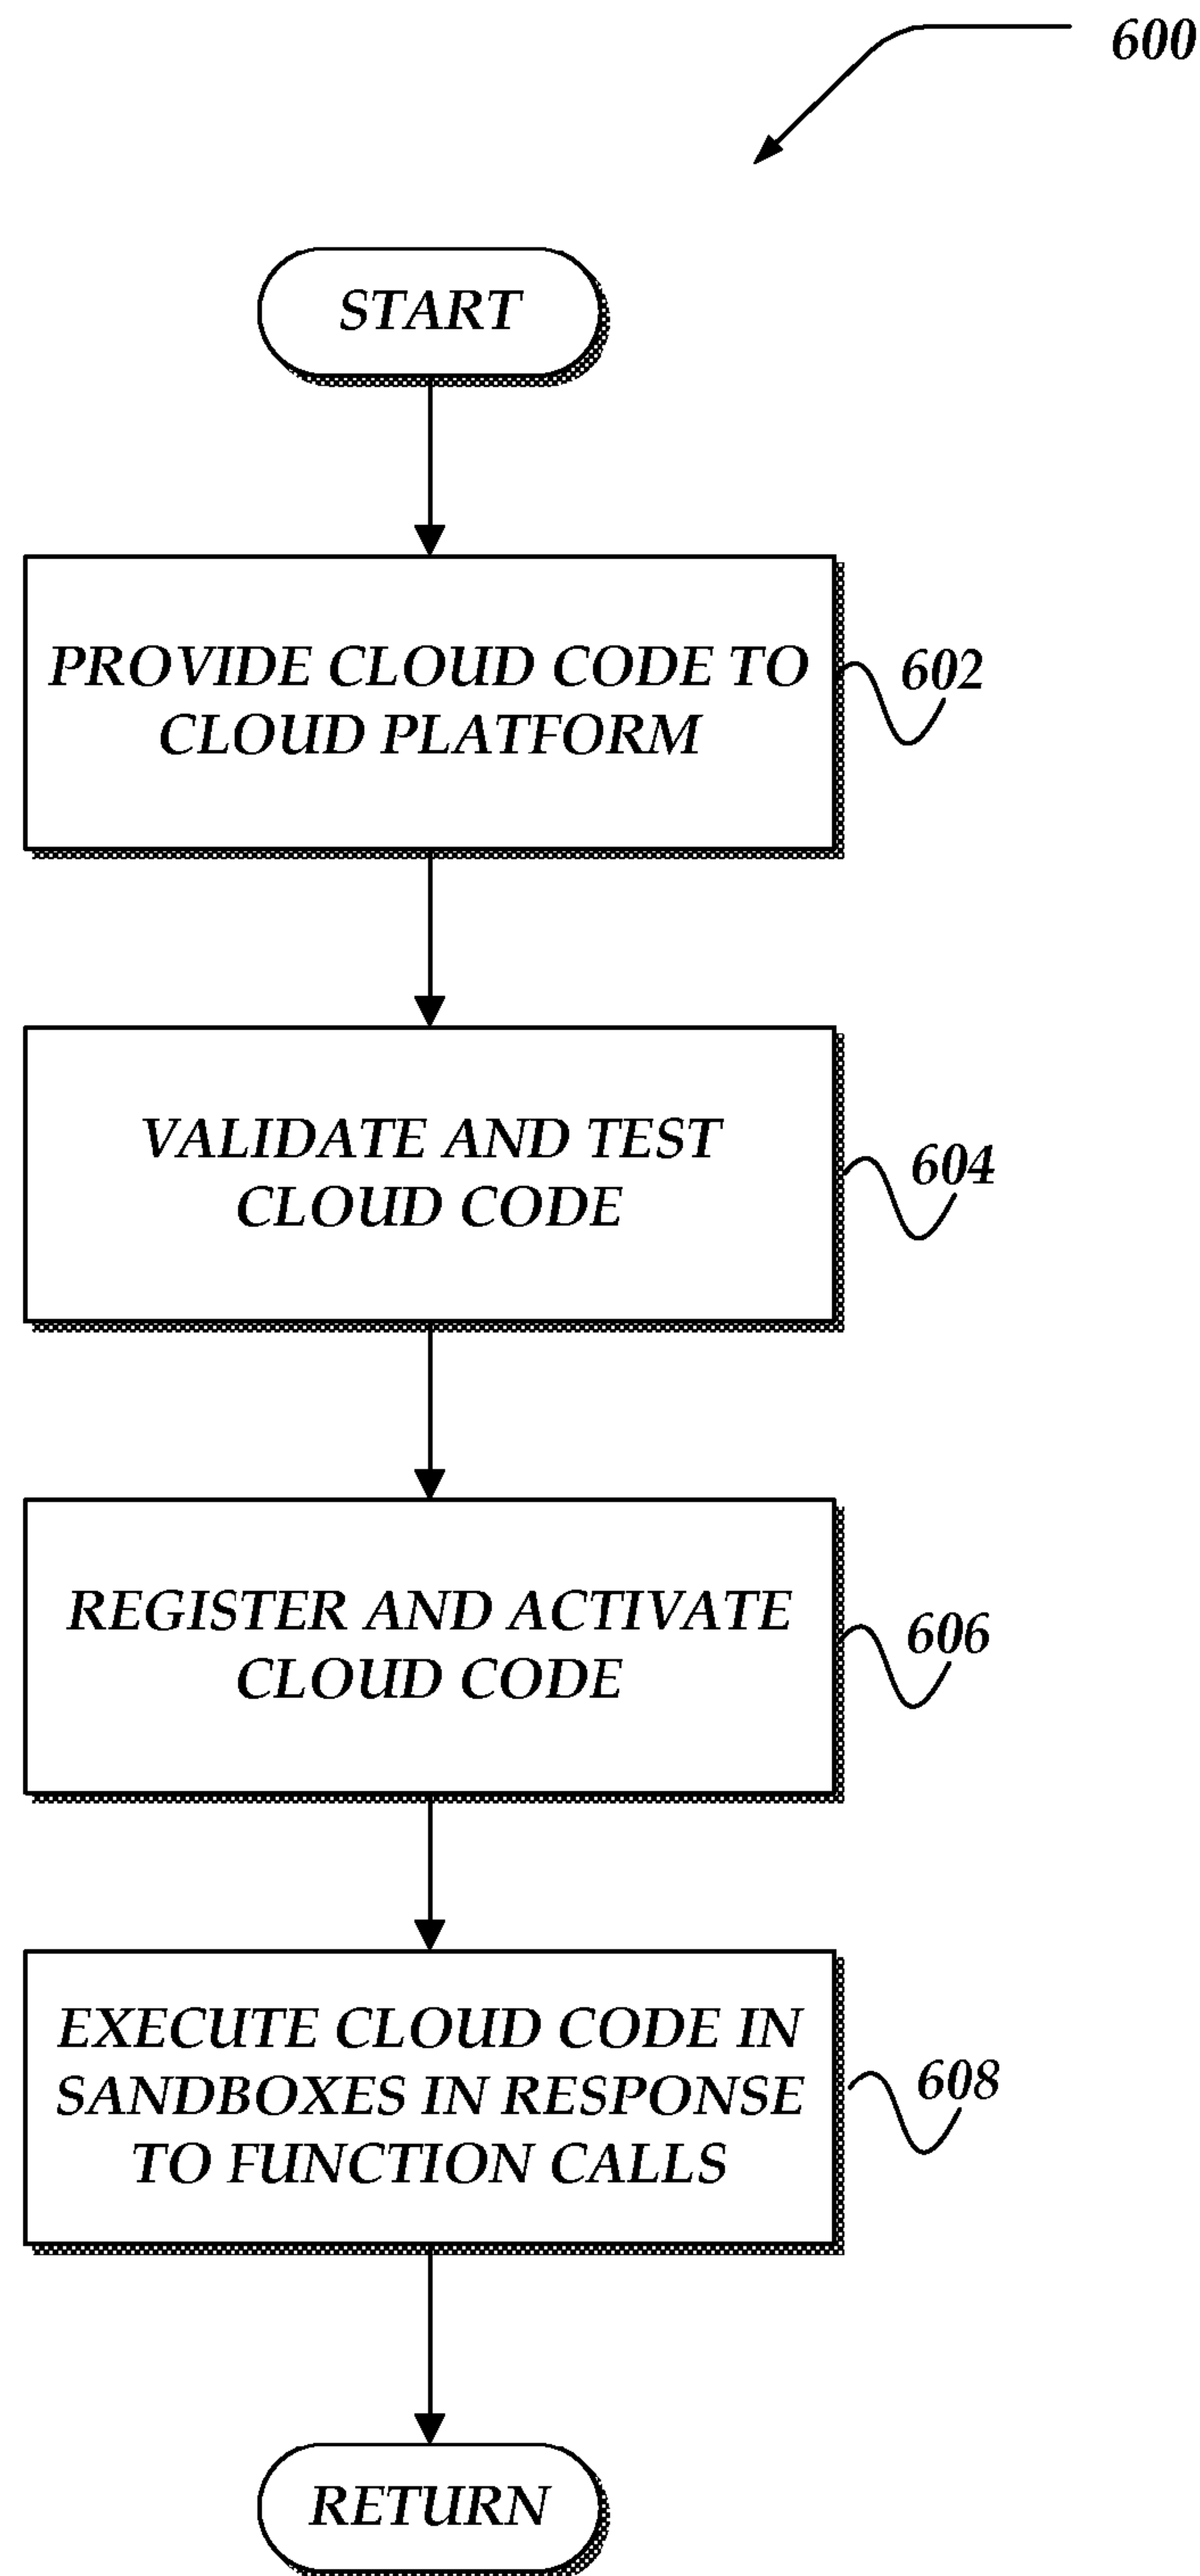 600
START
PROVIDE CLOUD CODE TO
CLOUD PLATFORM
602
VALIDATE AND TEST
CLOUD CODE
604
REGISTER AND ACTIVATE
CLOUD CODE
606
EXECUTE CLOUD CODE IN
SANDBOXES IN RESPONSE
TO FUNCTION CALLS
608
RETURN